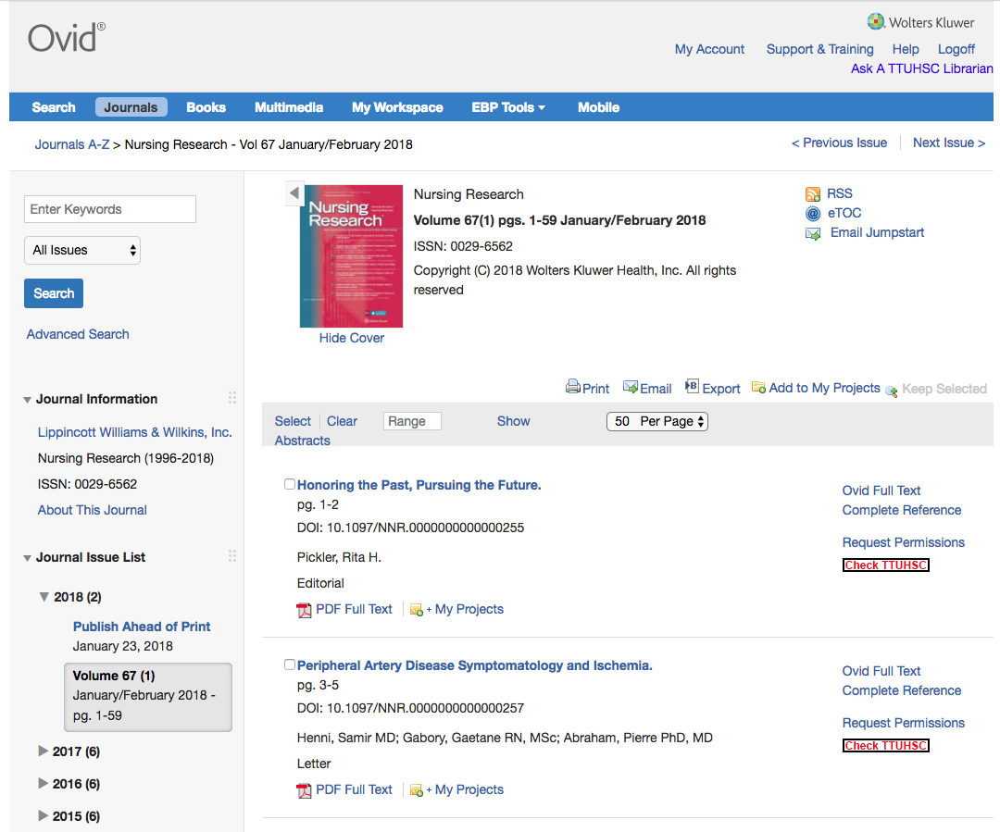 Ovid®
Wolters Kluwer
My Account Support & Training Help Logoff
Ask A TTUHSC Librarian
Search Journals Books Multimedia My Workspace EBP Tools Mobile
Journals A-Z > Nursing Research - Vol 67 January/February 2018
< Previous Issue Next Issue >
Enter Keywords
All Issues
Search
Advanced Search
Journal Information
Lippincott Williams & Wilkins, Inc.
Nursing Research (1996-2018)
ISSN: 0029-6562
About This Journal
Journal Issue List
2018 (2)
Publish Ahead of Print
January 23, 2018
Volume 67 (1)
January/February 2018 -
pg. 1-59
2017 (6)
2016 (6)
2015 (6)
Nursing
Research
Hide Cover
Nursing Research
Volume 67(1) pgs. 1-59 January/February 2018
ISSN: 0029-6562
Copyright (C) 2018 Wolters Kluwer Health, Inc. All rights
reserved
RSS
eTOC
Email Jumpstart
Print Email Export Add to My Projects Keep Selected
Select Clear Range Show 50 Per Page
Abstracts
Honoring the Past, Pursuing the Future.
pg. 1-2
DOI: 10.1097/NNR.0000000000000255
Pickler, Rita H.
Editorial
PDF Full Text + My Projects
Ovid Full Text
Complete Reference
Request Permissions
Check TTUHSC
Peripheral Artery Disease Symptomatology and Ischemia.
pg. 3-5
DOI: 10.1097/NNR.0000000000000257
Henni, Samir MD; Gabory, Gaetane RN, MSc; Abraham, Pierre PhD, MD
Letter
PDF Full Text + My Projects
Ovid Full Text
Complete Reference
Request Permissions
Check TTUHSC